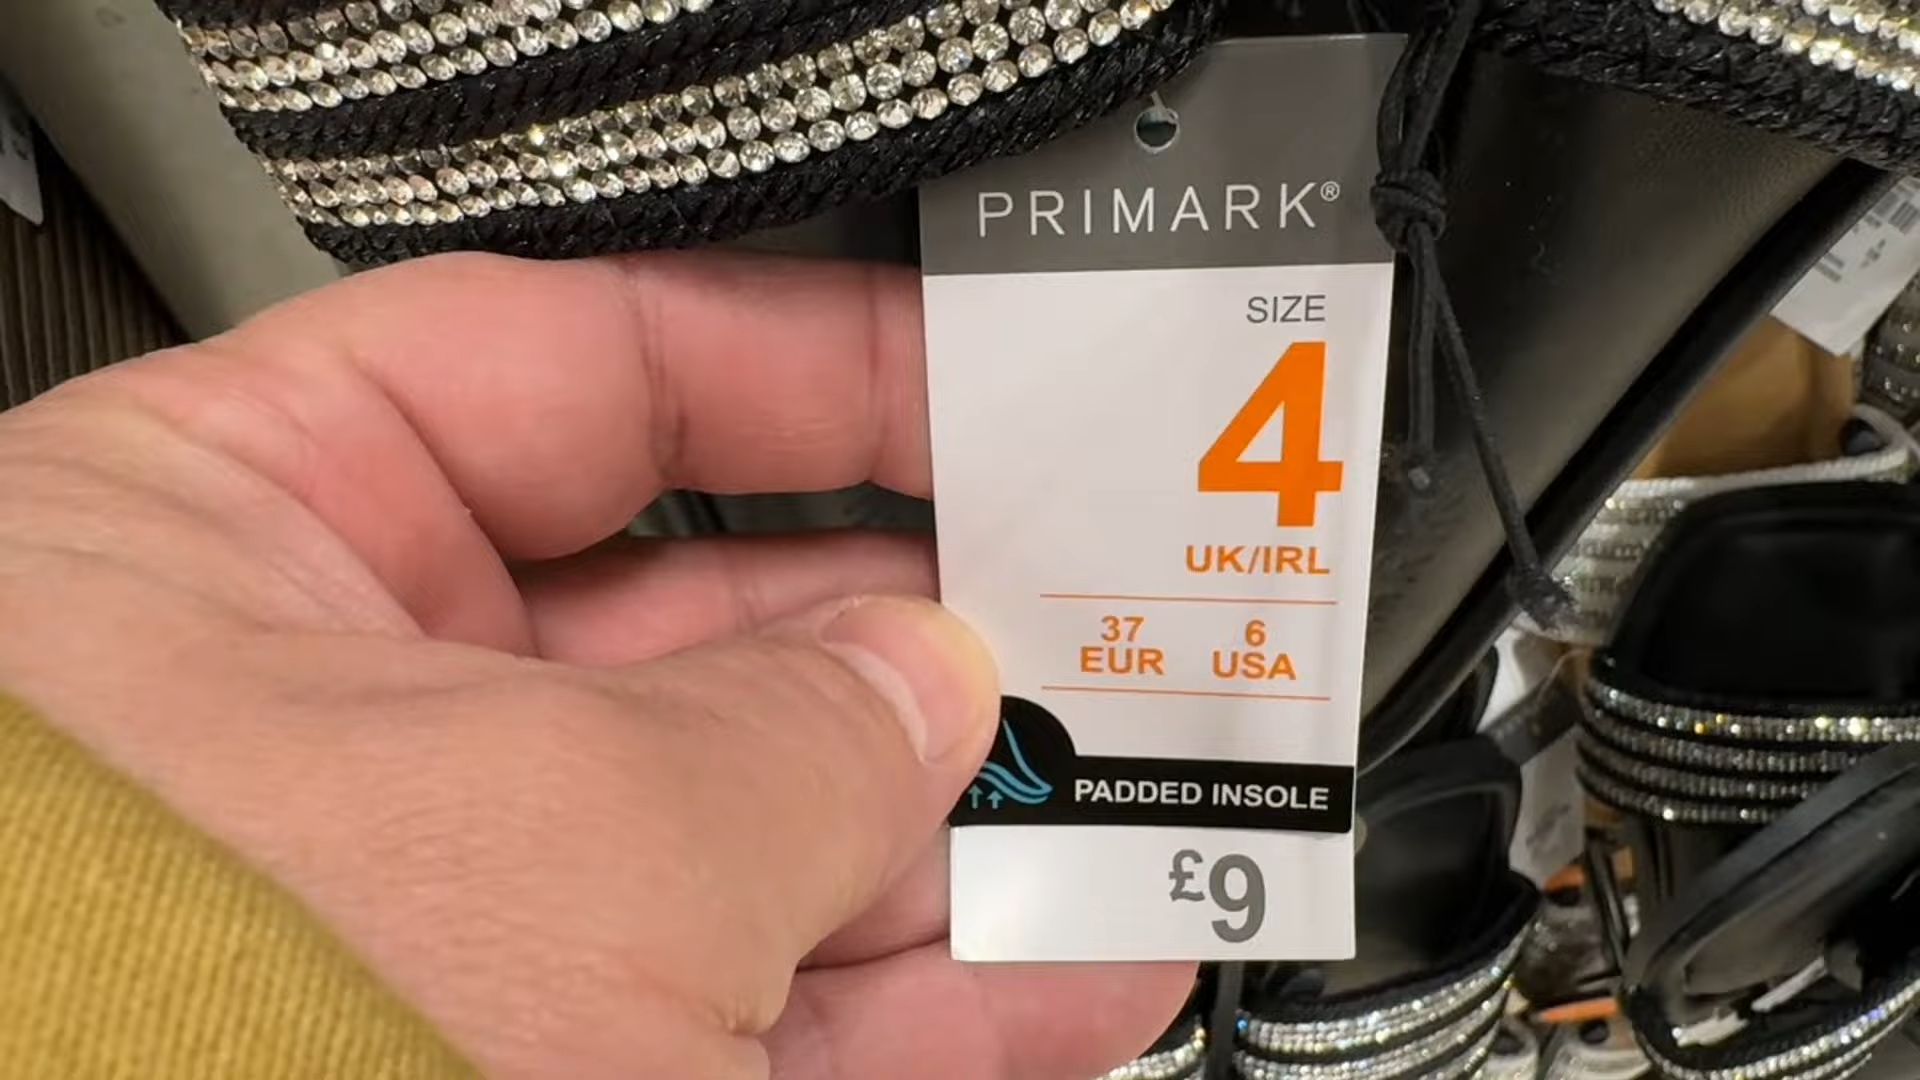 PRIMARK®
SIZE
4
UK/IRL
37 6
EUR USA
PADDED INSOLE
£9